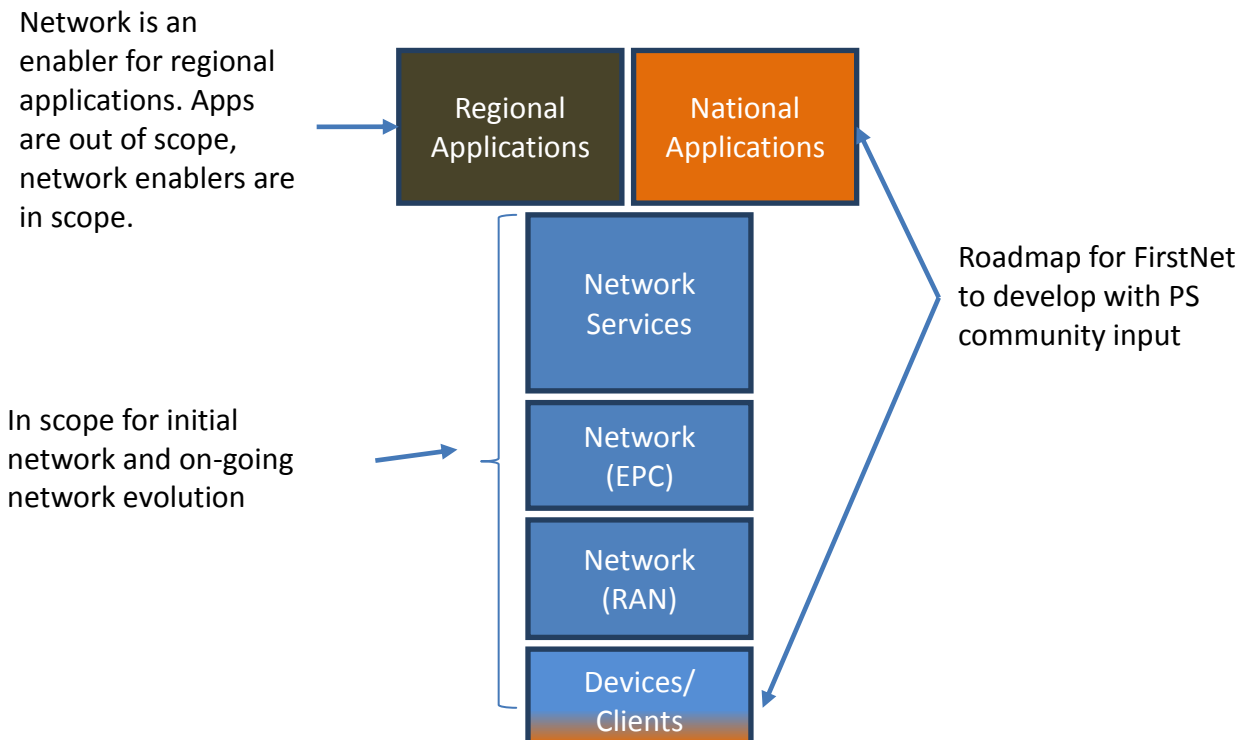 Network is an
enabler for regional
applications. Apps
are out of scope,
network enablers are
in scope.
Regional
Applications
National
Applications
Network
Services
Roadmap for FirstNet
to develop with PS
community input
In scope for initial
network and on-going
network evolution
Network
(EPC)
Network
(RAN)
Devices/
Clients